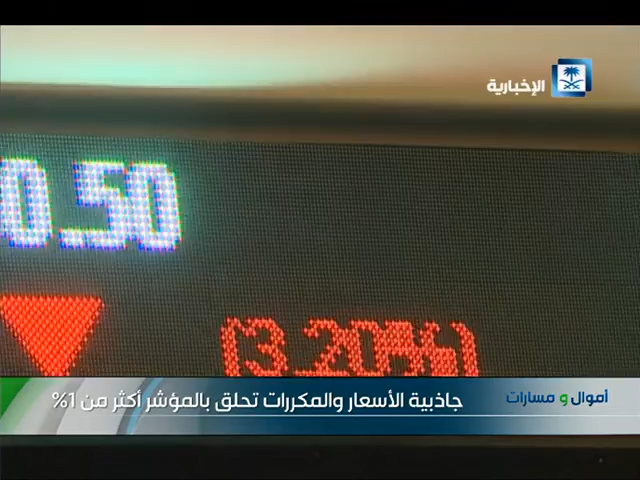 الإخبارية
0.50
(3.20%)
أموال و مسارات
جاذبية الأسعار والمكررات تحلق بالمؤشر أكثر من 1%